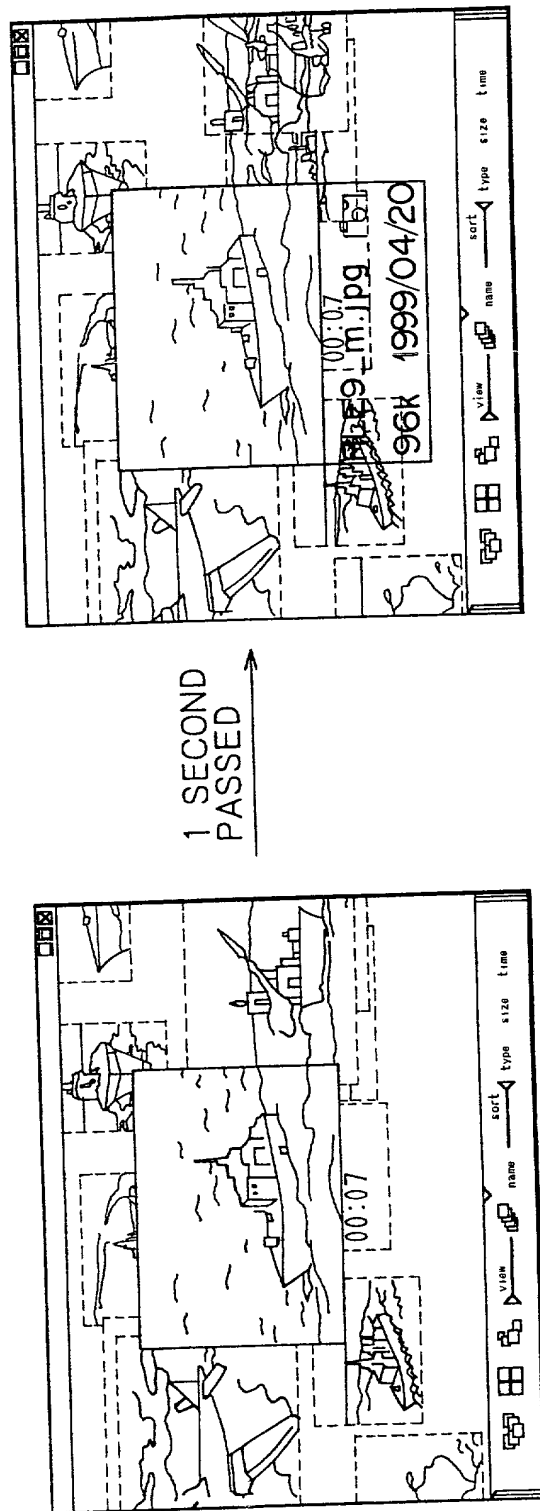 00:07
view name sort type size time
1 SECOND
PASSED
00:07
9_m.jpg
96k 1999/04/20
view name sort type size time